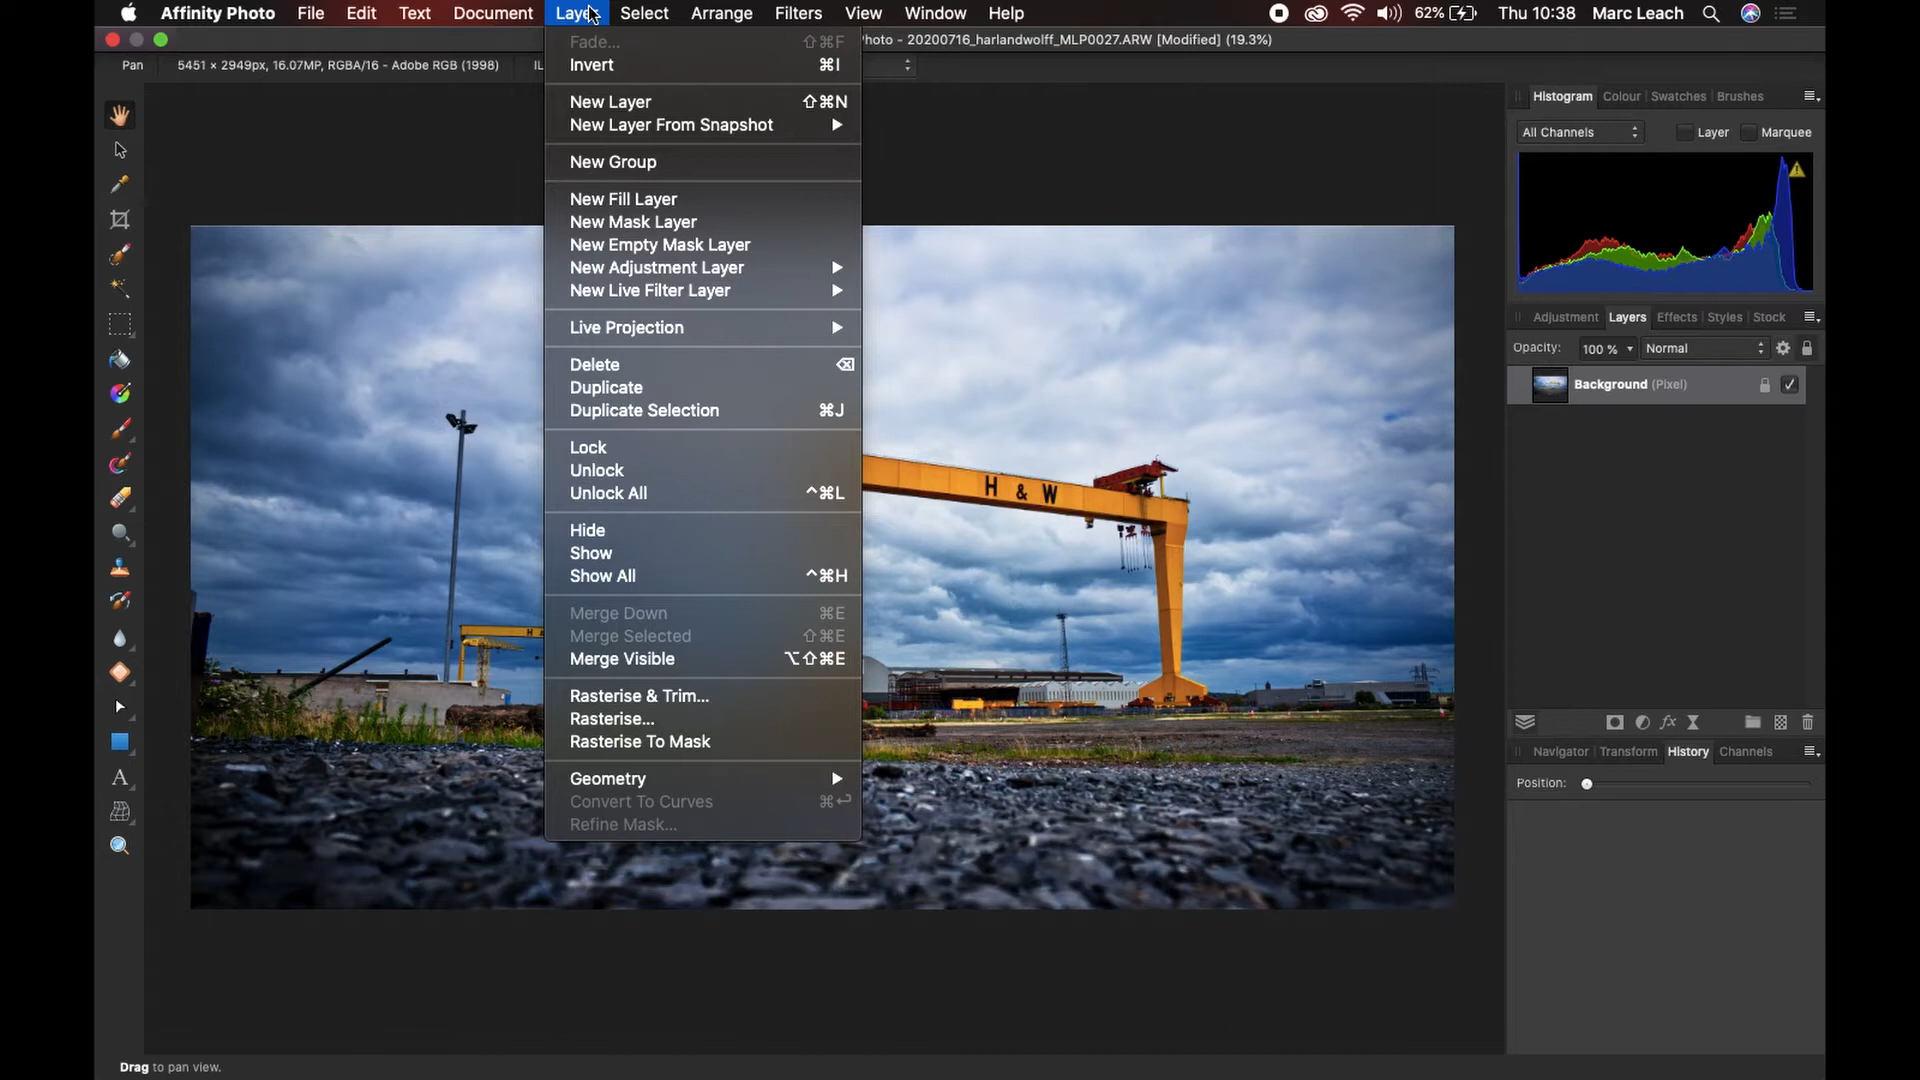 Affinity Photo File Edit Text Document Layer Select Arrange Filters View Window Help 62% Thu 10:38 Marc Leach
Photo - 20200716_harlandwolff_MLP0027.ARW [Modified] (19.3%)
Pan 5451 × 2949px, 16.07MP, RGBA/16 - Adobe RGB (1998)
Fade... ⇧⌘F
Invert ⌘I
New Layer ⇧⌘N
New Layer From Snapshot
New Group
New Fill Layer
New Mask Layer
New Empty Mask Layer
New Adjustment Layer
New Live Filter Layer
Live Projection
Delete ⌫
Duplicate
Duplicate Selection ⌘J
Lock
Unlock
Unlock All ^⌘L
Hide
Show
Show All ^⌘H
Merge Down ⌘E
Merge Selected ⇧⌘E
Merge Visible ⌥⇧⌘E
Rasterise & Trim...
Rasterise...
Rasterise To Mask
Geometry
Convert To Curves ⌘↩
Refine Mask...
H & W
Histogram Colour Swatches Brushes
All Channels Layer Marquee
Adjustment Layers Effects Styles Stock
Opacity: 100 % Normal
Background (Pixel)
Navigator Transform History Channels
Position:
Drag to pan view.